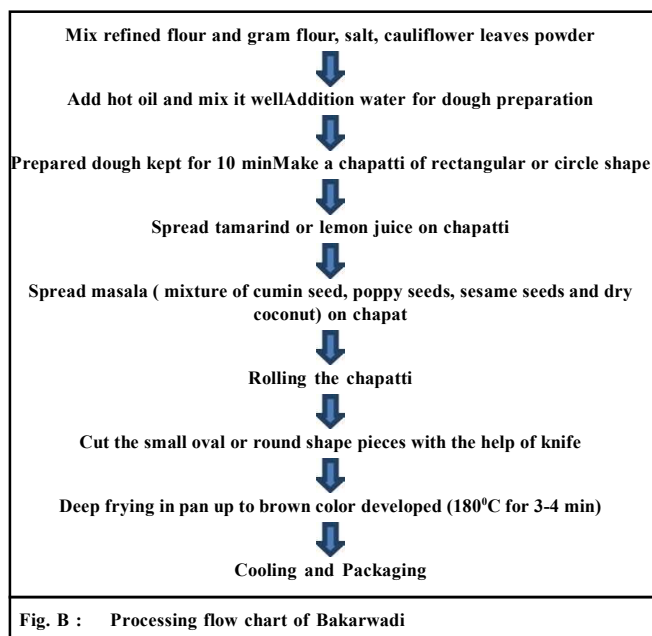 Mix refined flour and gram flour, salt, cauliflower leaves powder
Add hot oil and mix it wellAddition water for dough preparation
Prepared dough kept for 10 minMake a chapatti of rectangular or circle shape
Spread tamarind or lemon juice on chapatti
Spread masala ( mixture of cumin seed, poppy seeds, sesame seeds and dry
coconut) on chapat
Rolling the chapatti
Cut the small oval or round shape pieces with the help of knife
Deep frying in pan up to brown color developed (180⁰C for 3-4 min)
Cooling and Packaging
Fig. B : Processing flow chart of Bakarwadi